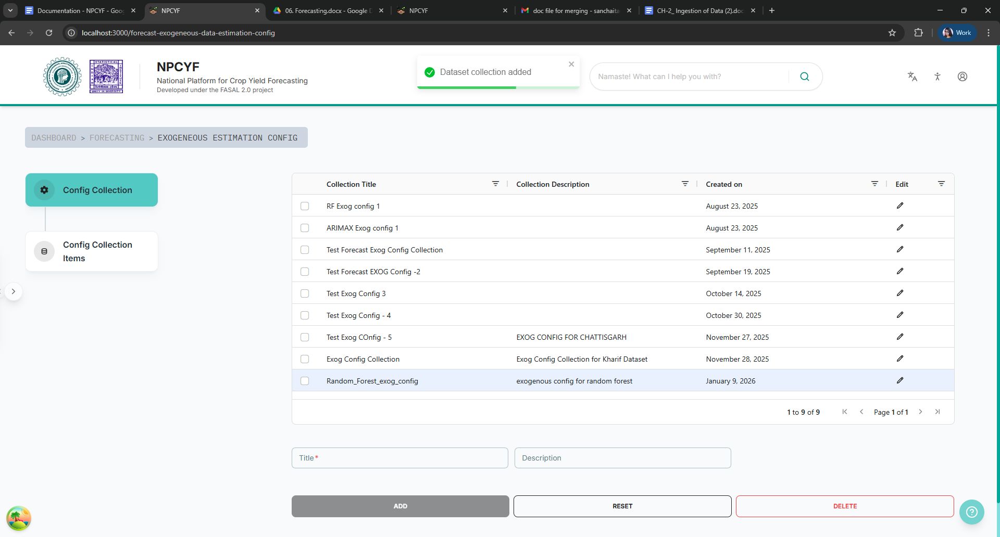 Documentation - NPCYF - Goo
NPCYF
06. Forecasting.docx - Google D
NPCYF
doc file for merging - sanchaita
CH-2_ Ingestion of Data (2).doc
localhost:3000/forecast-exogeneous-data-estimation-config
Work
STATISTICAL
INDIAN
INSTITUTE
UNITY IN DIVERSITY
NPCYF
National Platform for Crop Yield Forecasting
Developed under the FASAL 2.0 project
Dataset collection added
Namaste! What can I help you with?
DASHBOARD > FORECASTING > EXOGENEOUS ESTIMATION CONFIG
Config Collection
Config Collection
Items
Collection Title Collection Description Created on Edit
RF Exog config 1 August 23, 2025
ARIMAX Exog config 1 August 23, 2025
Test Forecast Exog Config Collection September 11, 2025
Test Forecast EXOG Config -2 September 19, 2025
Test Exog Config 3 October 14, 2025
Test Exog Config - 4 October 30, 2025
Test Exog COnfig - 5 EXOG CONFIG FOR CHATTISGARH November 27, 2025
Exog Config Collection Exog Config Collection for Kharif Dataset November 28, 2025
Random_Forest_exog_config exogenous config for random forest January 9, 2026
1 to 9 of 9 Page 1 of 1
Title*
Description
ADD
RESET
DELETE